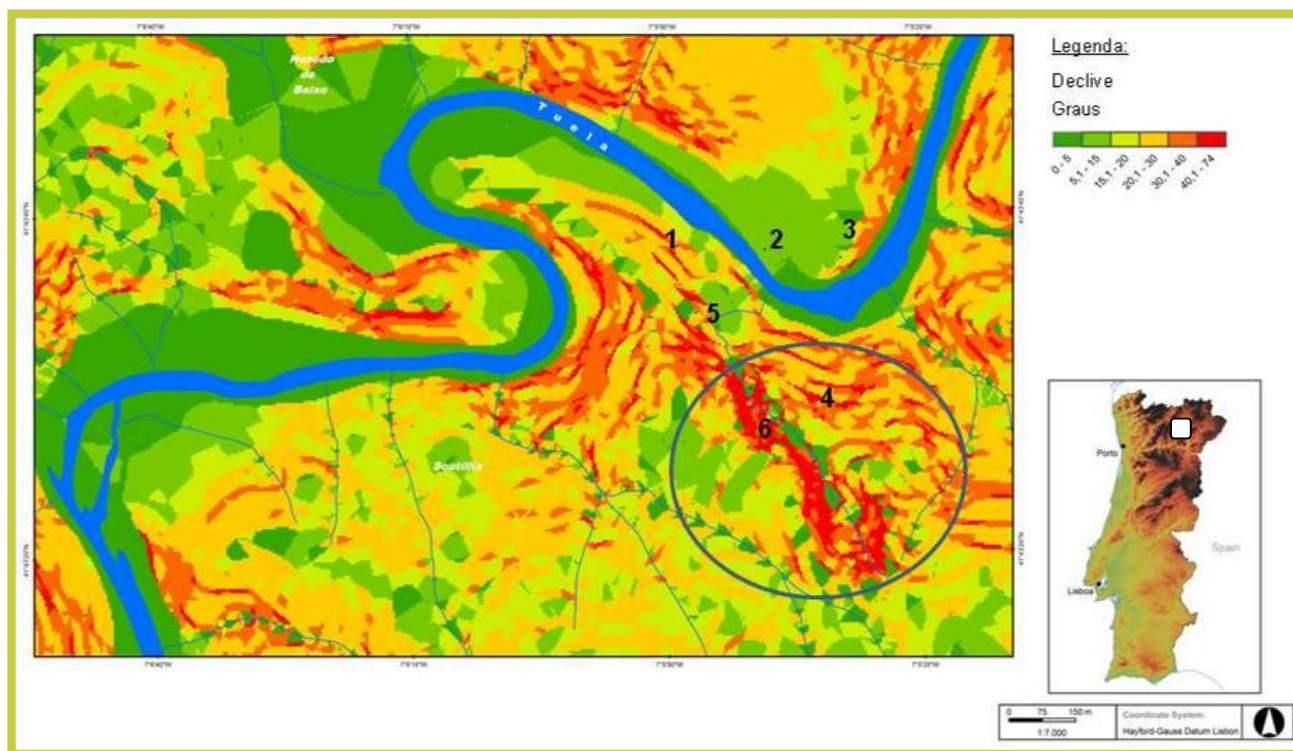 Legenda:
Declive
Graus
0 - 5
5,1 - 15
15,1 - 20
20,1 - 30
30,1 - 40
40,1 - 74
de
Baixo
Tuela
1
2
3
5
4
6
Soutilha
Porto
Lisboa
Spain
0 75 150 m
1:7.000
Coordinate System:
Hayford-Gauss Datum Lisbon